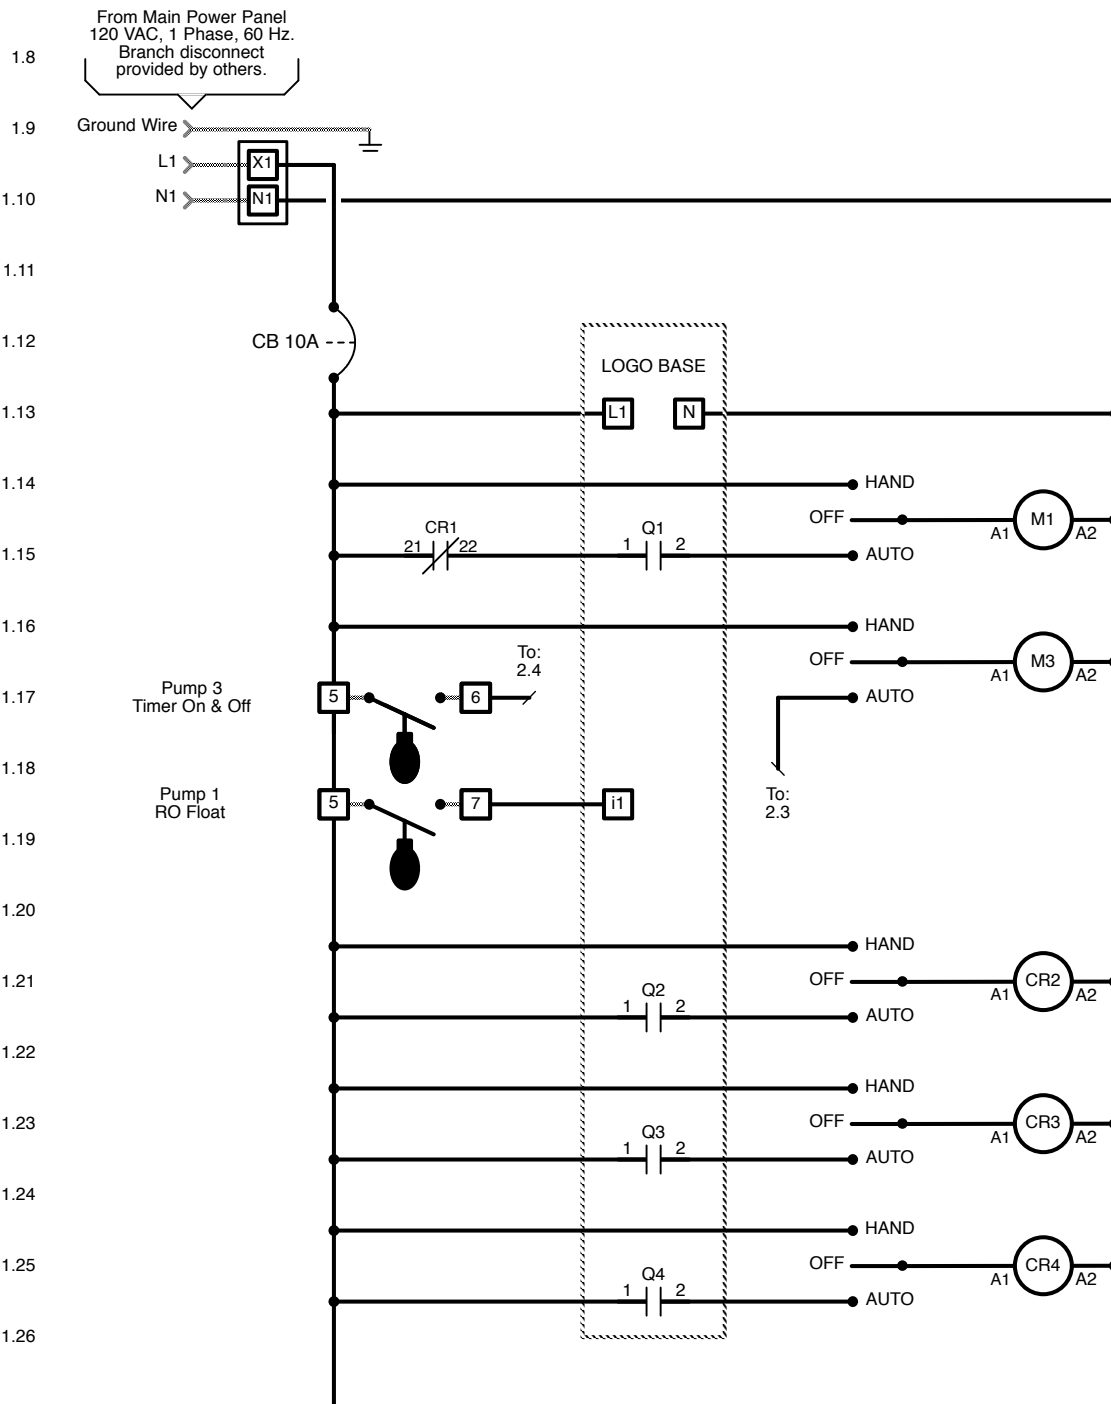 From Main Power Panel
120 VAC, 1 Phase, 60 Hz.
Branch disconnect
provided by others.
1.8
1.9
Ground Wire
L1
X1
1.10
N1
N1
1.11
1.12
CB 10A
LOGO BASE
1.13
L1
N
1.14
HAND
OFF
A1
M1
A2
CR1
21
22
Q1
1
2
1.15
AUTO
1.16
HAND
OFF
A1
M3
A2
To:
2.4
1.17
Pump 3
Timer On & Off
5
6
AUTO
1.18
To:
2.3
Pump 1
RO Float
5
7
i1
1.19
1.20
HAND
1.21
OFF
A1
CR2
A2
Q2
1
2
AUTO
1.22
HAND
1.23
OFF
A1
CR3
A2
Q3
1
2
AUTO
1.24
HAND
1.25
OFF
A1
CR4
A2
Q4
1
2
AUTO
1.26